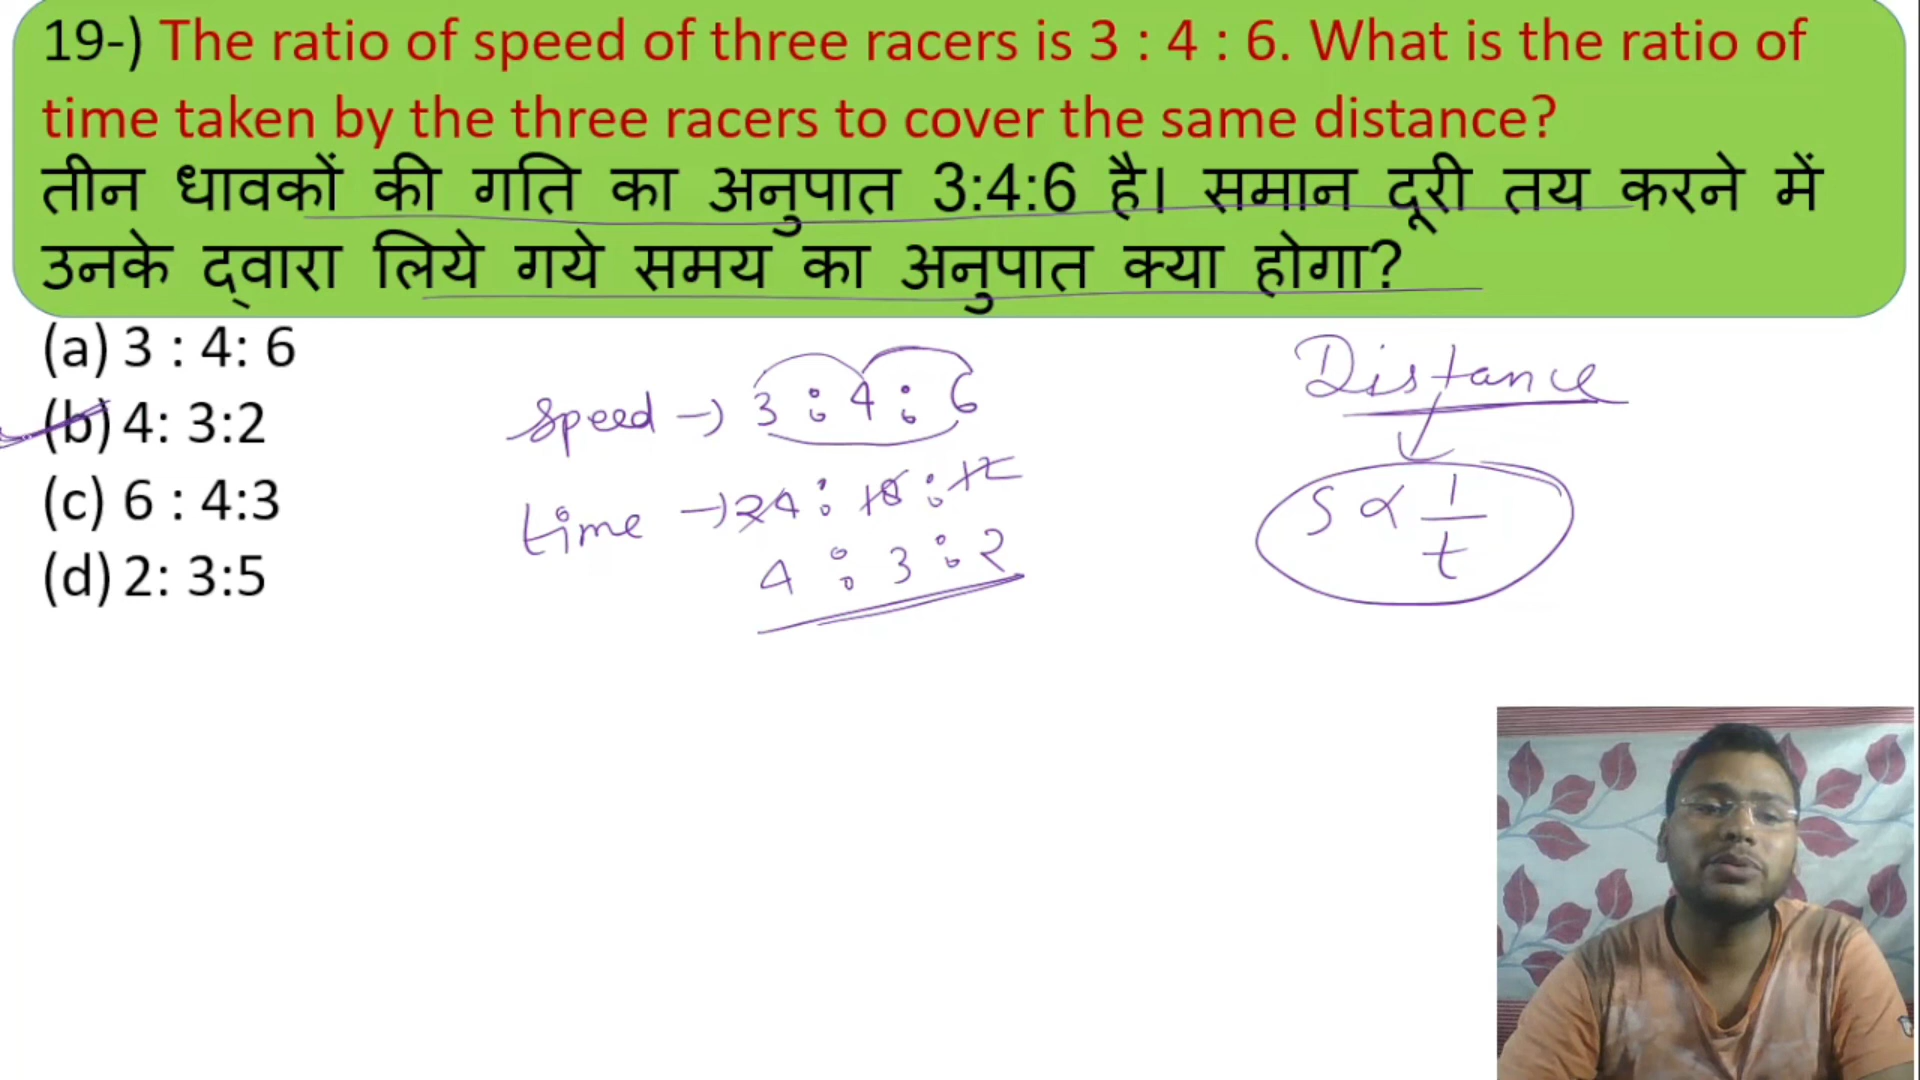 19-) The ratio of speed of three racers is 3 : 4 : 6. What is the ratio of
time taken by the three racers to cover the same distance?
तीन धावकों की गति का अनुपात 3:4:6 है। समान दूरी तय करने में
उनके द्वारा लिये गये समय का अनुपात क्या होगा?
(a) 3 : 4: 6
(b) 4: 3:2
(c) 6 : 4:3
(d) 2: 3:5
Speed → 3 : 4 : 6
time → 24 : 18 : 12
4 : 3 : 2
Distance
S ∝ 1/t